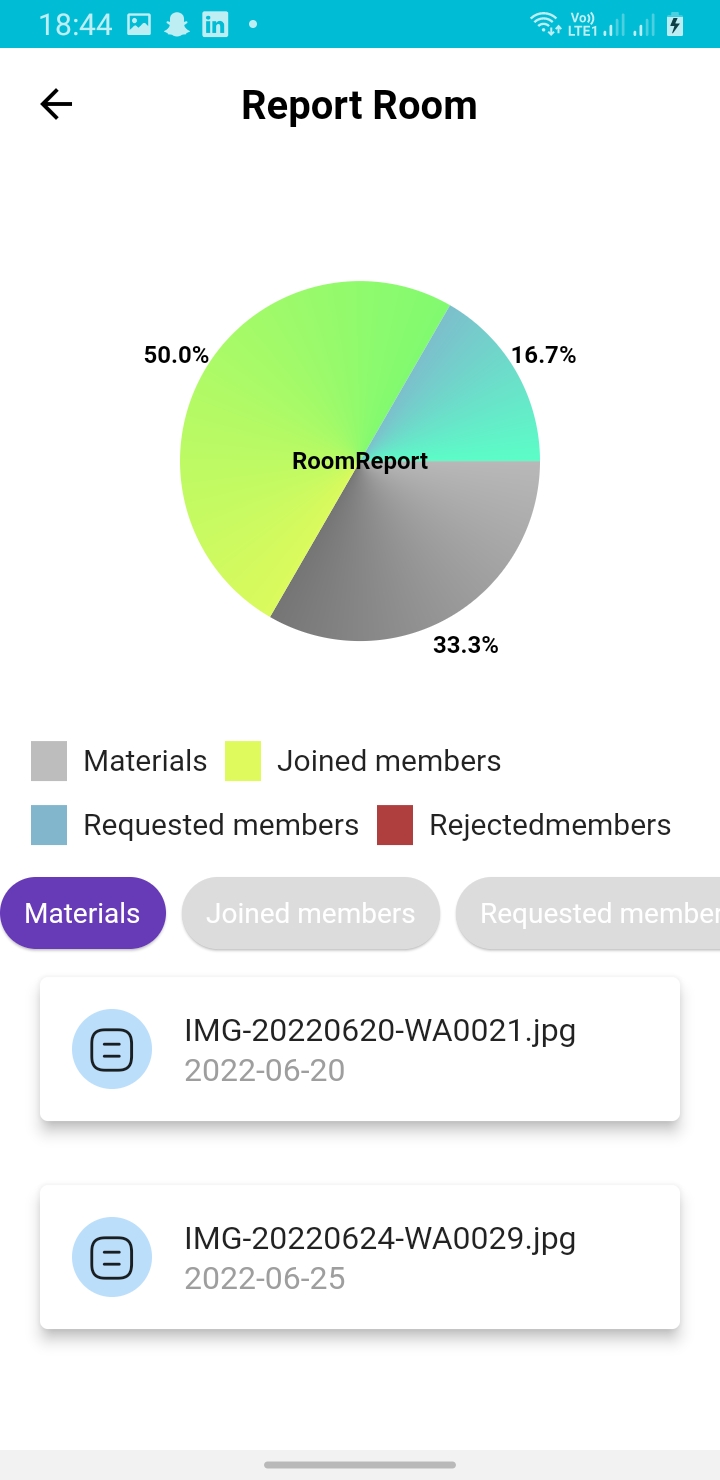 18:44
Vo))
LTE1
Report Room
50.0%
16.7%
RoomReport
33.3%
Materials
Joined members
Requested members
Rejectedmembers
Materials
Joined members
Requested member
IMG-20220620-WA0021.jpg
2022-06-20
IMG-20220624-WA0029.jpg
2022-06-25